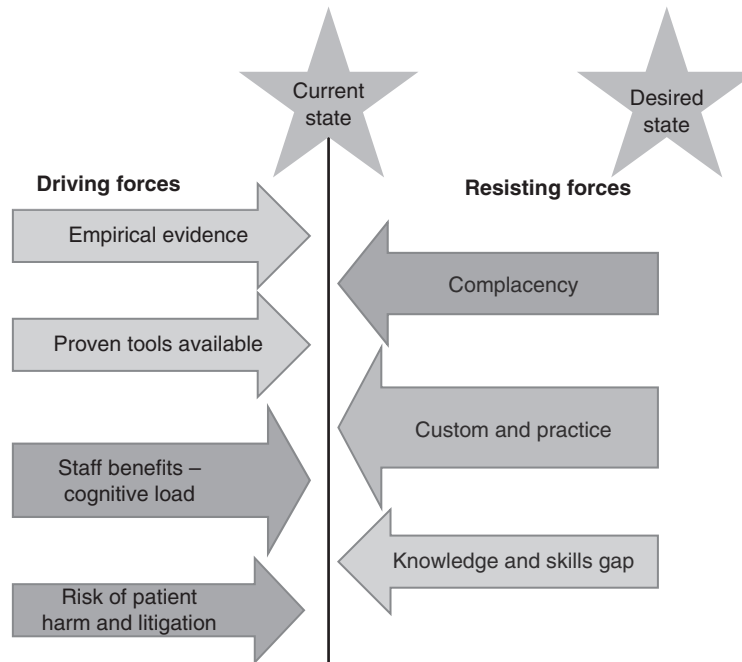 Current
state
Desired
state
Driving forces
Resisting forces
Empirical evidence
Complacency
Proven tools available
Custom and practice
Staff benefits –
cognitive load
Knowledge and skills gap
Risk of patient
harm and litigation